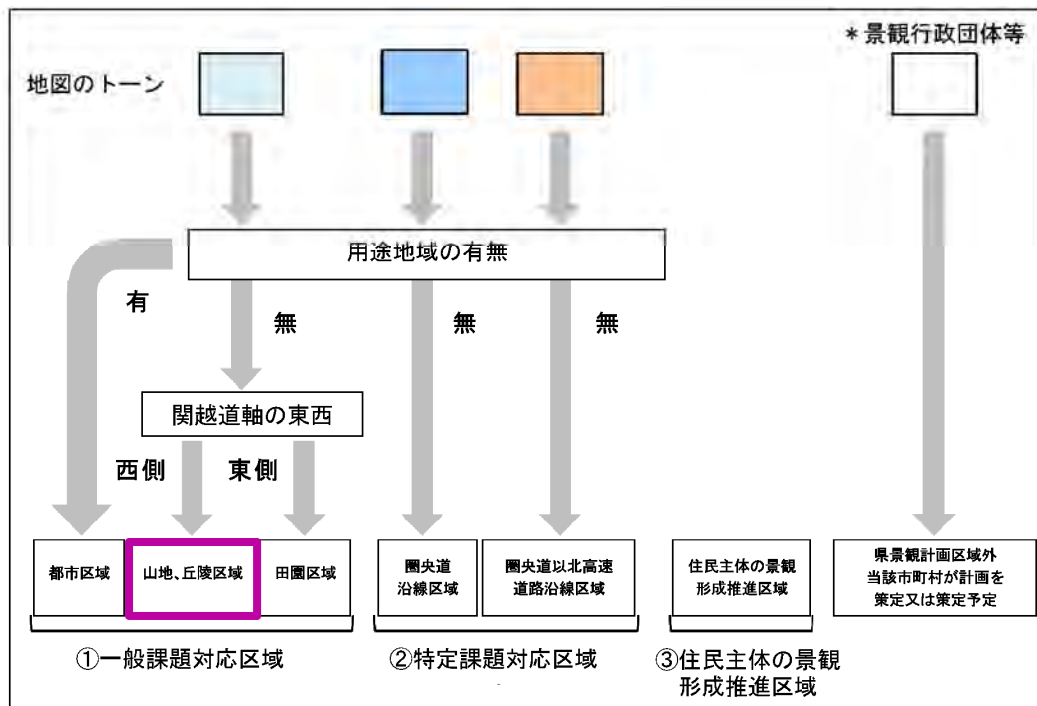 ＊景観行政団体等
地図のトーン
用途地域の有無
有
無
無
無
関越道軸の東西
西側
東側
都市区域
山地、丘陵区域
田園区域
圏央道
沿線区域
圏央道以北高速
道路沿線区域
住民主体の景観
形成推進区域
県景観計画区域外
当該市町村が計画を
策定又は策定予定
①一般課題対応区域
②特定課題対応区域
③住民主体の景観
形成推進区域